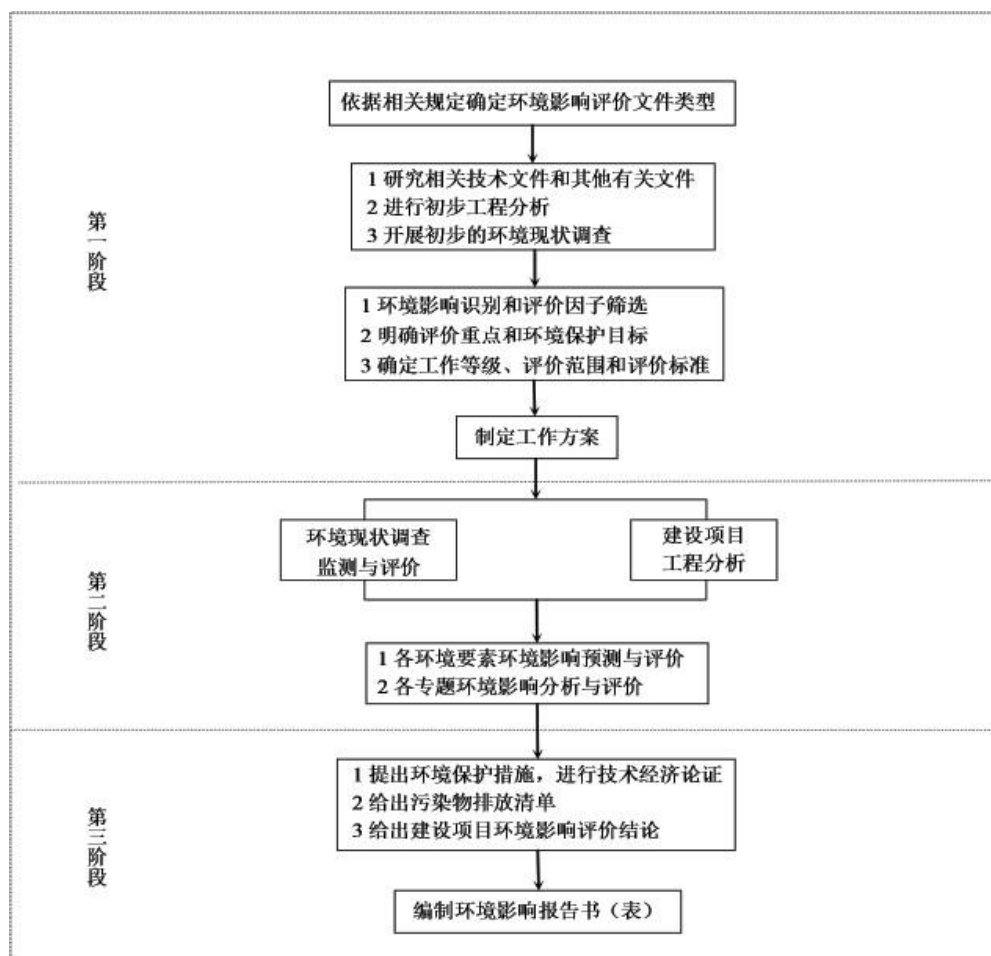 依据相关规定确定环境影响评价文件类型
1 研究相关技术文件和其他有关文件
2 进行初步工程分析
3 开展初步的环境现状调查
第一阶段
1 环境影响识别和评价因子筛选
2 明确评价重点和环境保护目标
3 确定工作等级、评价范围和评价标准
制定工作方案
环境现状调查
监测与评价
建设项目
工程分析
第二阶段
1 各环境要素环境影响预测与评价
2 各专题环境影响分析与评价
1 提出环境保护措施，进行技术经济论证
2 给出污染物排放清单
3 给出建设项目环境影响评价结论
第三阶段
编制环境影响报告书（表）